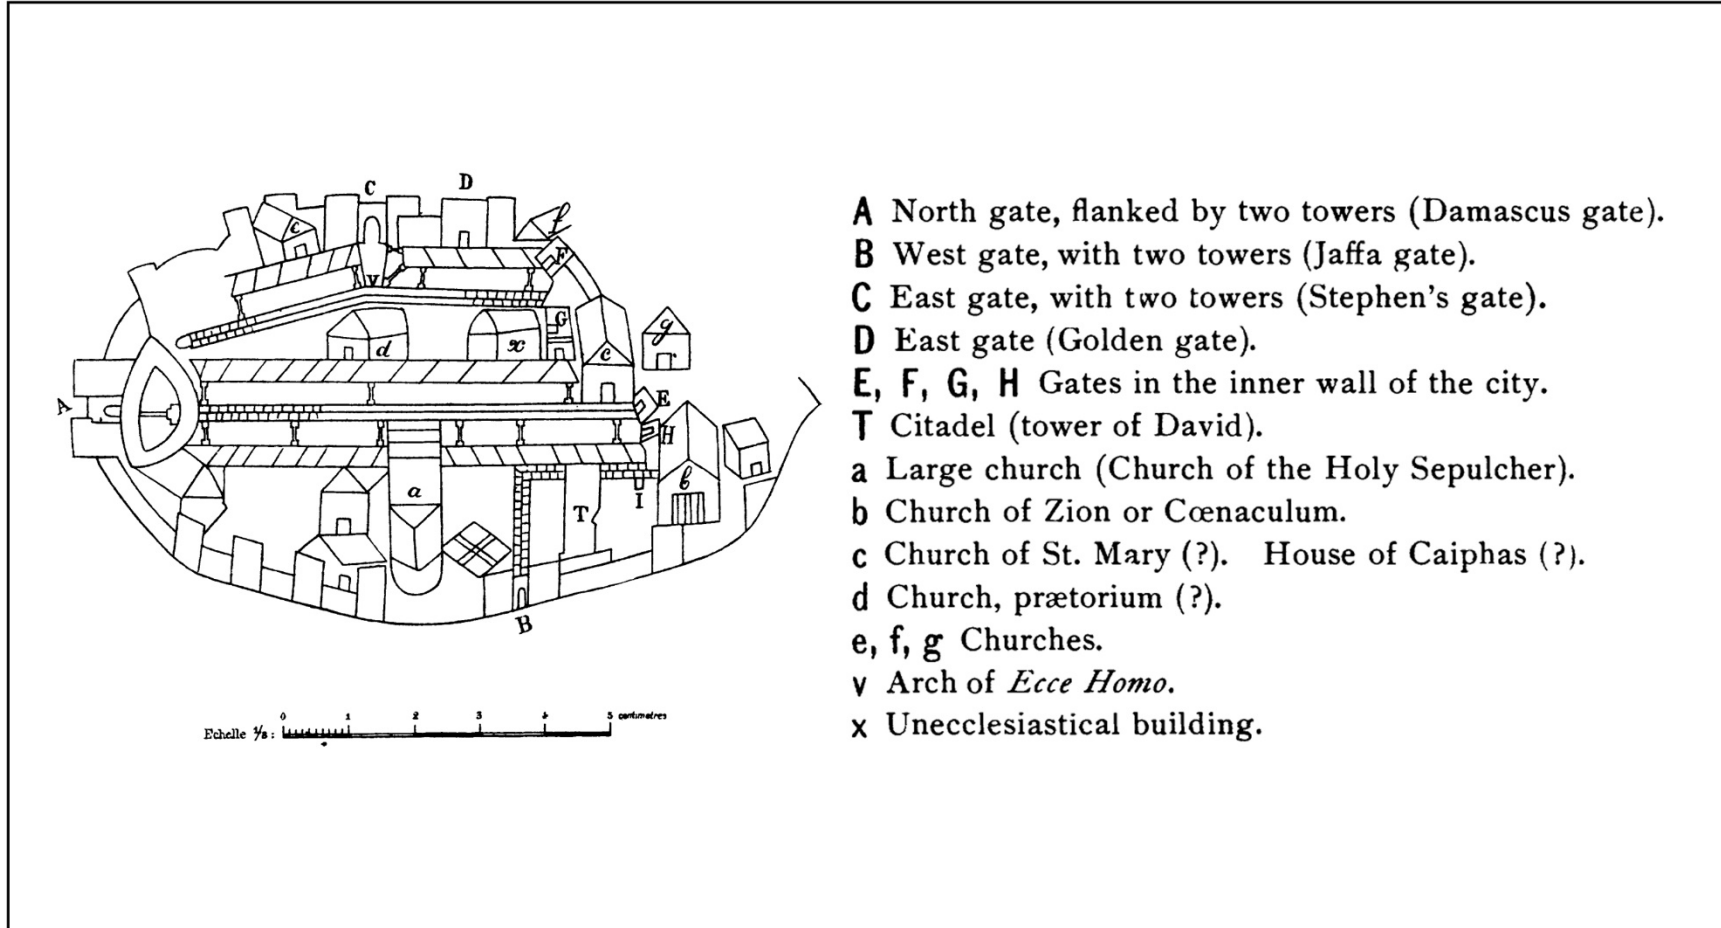 C
D
c
f
F
V
G
g
d
x
c
A
E
H
b
a
I
T
B
0 1 2 3 4 5 centimetres
Echelle 1/8 :
A North gate, flanked by two towers (Damascus gate).
B West gate, with two towers (Jaffa gate).
C East gate, with two towers (Stephen's gate).
D East gate (Golden gate).
E, F, G, H Gates in the inner wall of the city.
T Citadel (tower of David).
a Large church (Church of the Holy Sepulcher).
b Church of Zion or Cœnaculum.
c Church of St. Mary (?). House of Caiphas (?).
d Church, prætorium (?).
e, f, g Churches.
v Arch of Ecce Homo.
x Unecclesiastical building.